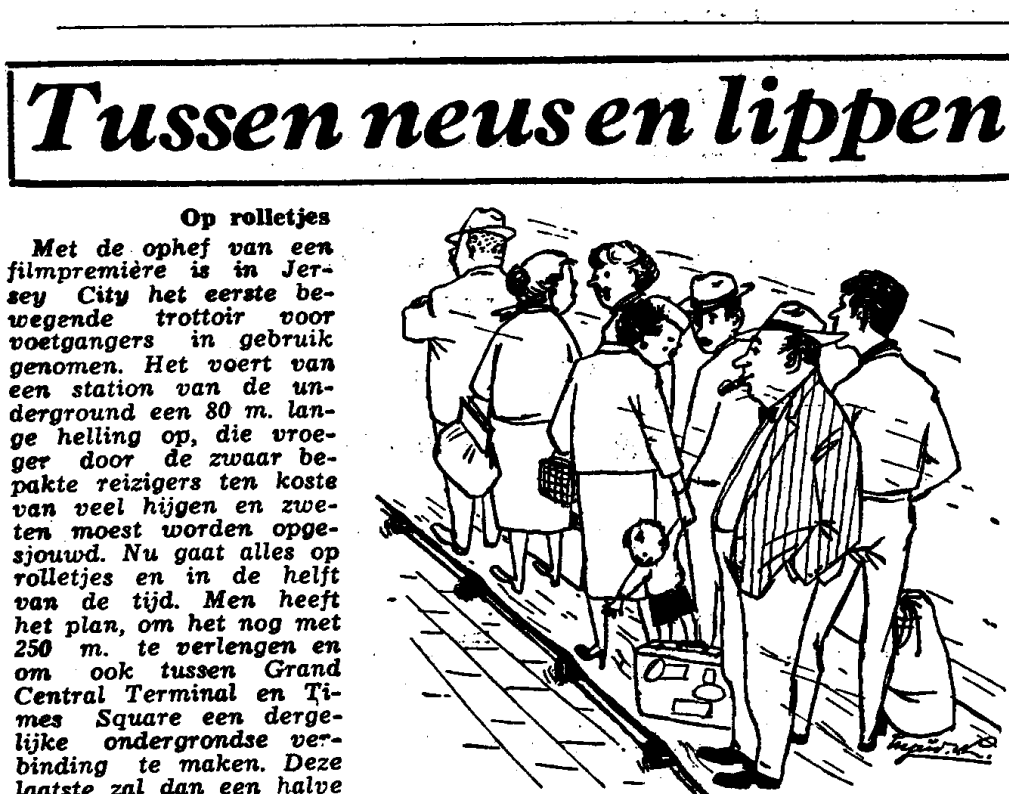 Tussen neus en lippen
Op rolletjes
Met de ophef van een
filmpremière is in Jer-
sey City het eerste be-
wegende trottoir voor
voetgangers in gebruik
genomen. Het voert van
een station van de un-
derground een 80 m. lan-
ge helling op, die vroe-
ger door de zwaar be-
pakte reizigers ten koste
van veel hijgen en zwe-
ten moest worden opge-
sjouwd. Nu gaat alles op
rolletjes en in de helft
van de tijd. Men heeft
het plan, om het nog met
250 m. te verlengen en
om ook tussen Grand
Central Terminal en Ti-
mes Square een derge-
lijke ondergrondse ver-
binding te maken. Deze
laatste zal dan een halve